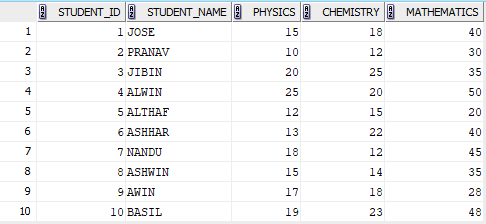 STUDENT_ID STUDENT_NAME PHYSICS CHEMISTRY MATHEMATICS
1 1 JOSE 15 18 40
2 2 PRANAV 10 12 30
3 3 JIBIN 20 25 35
4 4 ALWIN 25 20 50
5 5 ALTHAF 12 15 20
6 6 ASHHAR 13 22 40
7 7 NANDU 18 12 45
8 8 ASHWIN 15 14 35
9 9 AWIN 17 18 28
10 10 BASIL 19 23 48